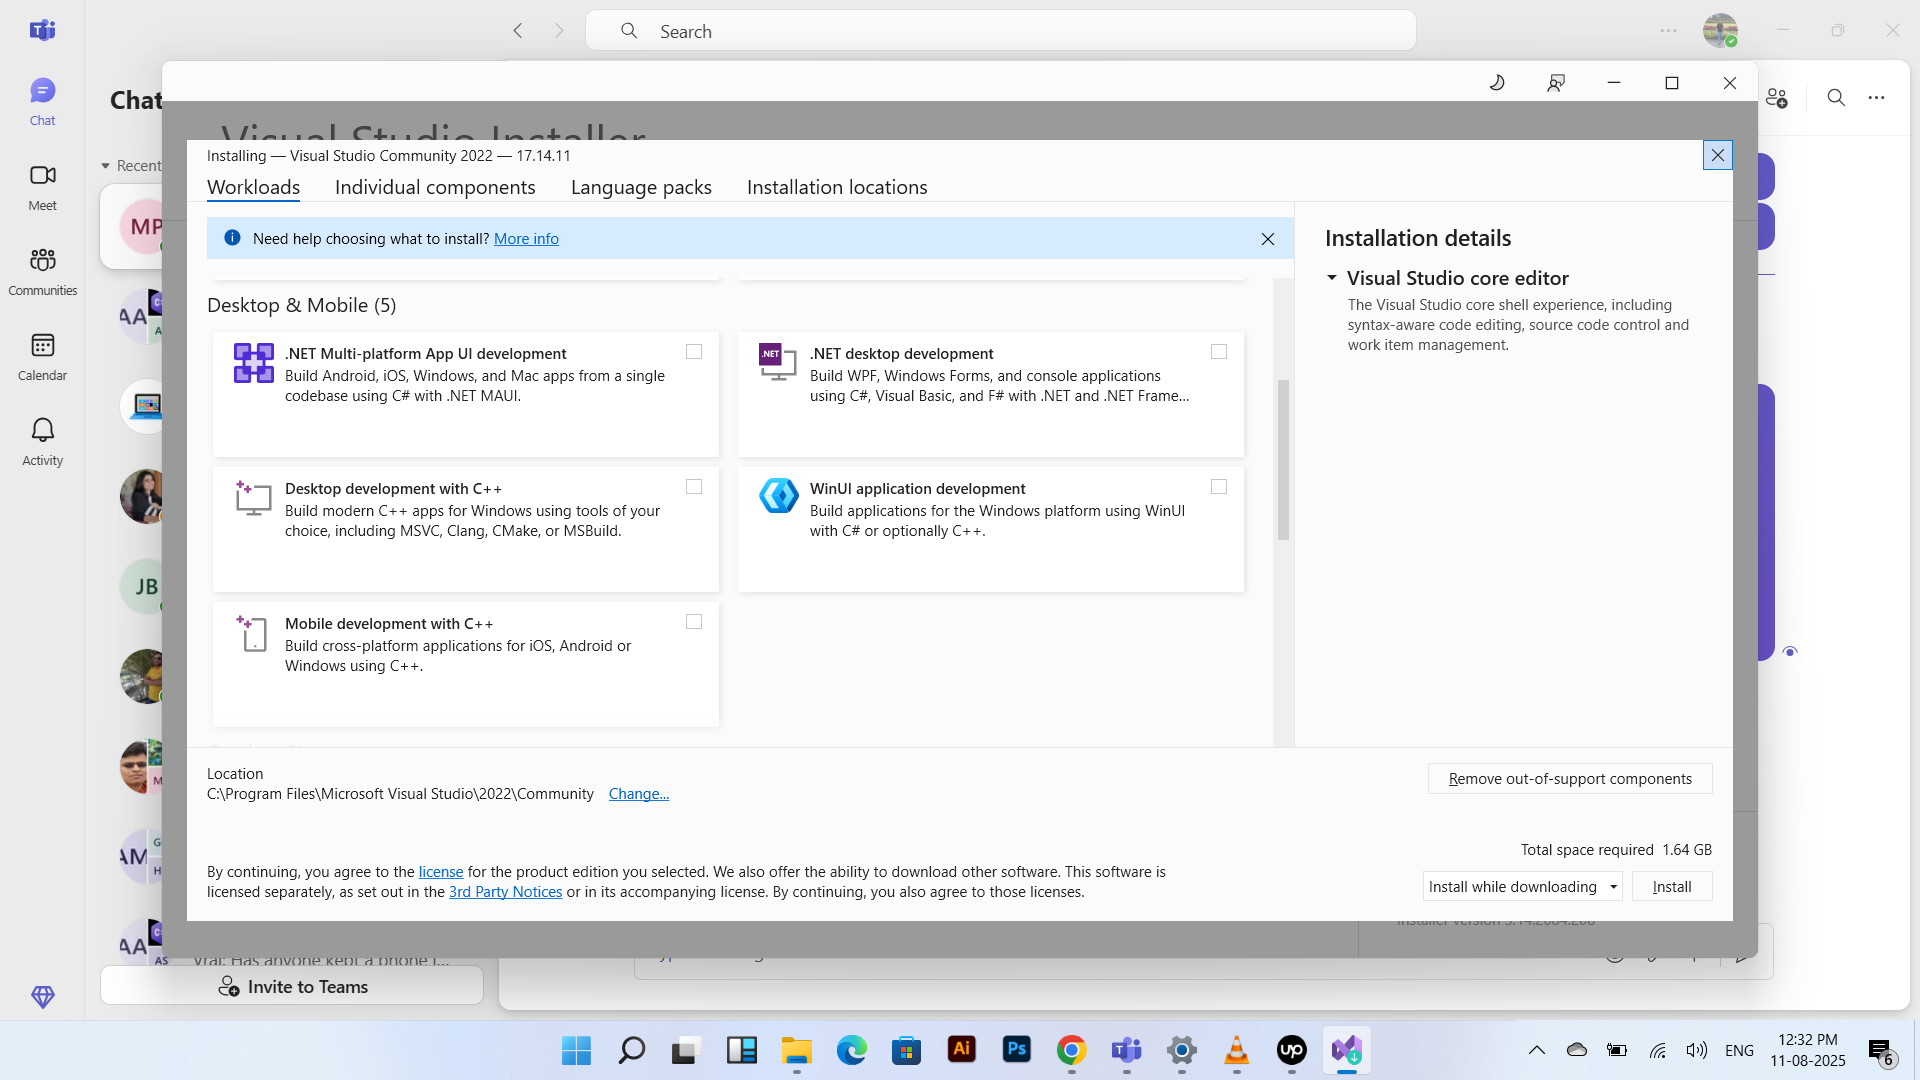 Search
Chat
Meet
Communities
Calendar
Activity
Chat
Recent
MP
AA
JB
AM
AA
AS
Visual Studio Installer
Installing — Visual Studio Community 2022 — 17.14.11
Workloads
Individual components
Language packs
Installation locations
Need help choosing what to install? More info
Desktop & Mobile (5)
.NET Multi-platform App UI development
Build Android, iOS, Windows, and Mac apps from a single
codebase using C# with .NET MAUI.
.NET
.NET desktop development
Build WPF, Windows Forms, and console applications
using C#, Visual Basic, and F# with .NET and .NET Frame...
Desktop development with C++
Build modern C++ apps for Windows using tools of your
choice, including MSVC, Clang, CMake, or MSBuild.
WinUI application development
Build applications for the Windows platform using WinUI
with C# or optionally C++.
Mobile development with C++
Build cross-platform applications for iOS, Android or
Windows using C++.
Installation details
Visual Studio core editor
The Visual Studio core shell experience, including
syntax-aware code editing, source code control and
work item management.
Location
C:\Program Files\Microsoft Visual Studio\2022\Community Change...
Remove out-of-support components
Total space required 1.64 GB
By continuing, you agree to the license for the product edition you selected. We also offer the ability to download other software. This software is
licensed separately, as set out in the 3rd Party Notices or in its accompanying license. By continuing, you also agree to those licenses.
Install while downloading
Install
Has anyone kept a phone
Invite to Teams
Ai
Ps
up
ENG
12:32 PM
11-08-2025
6